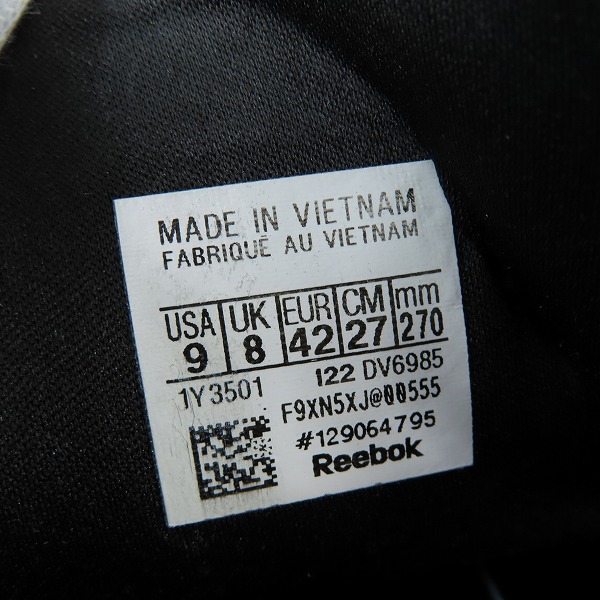 MADE IN VIETNAM
FABRIQUÉ AU VIETNAM
USA UK EUR CM mm
9 8 42 27 270
1Y3501 I22 DV6985
F9XN5XJ@00555
#129064795
Reebok